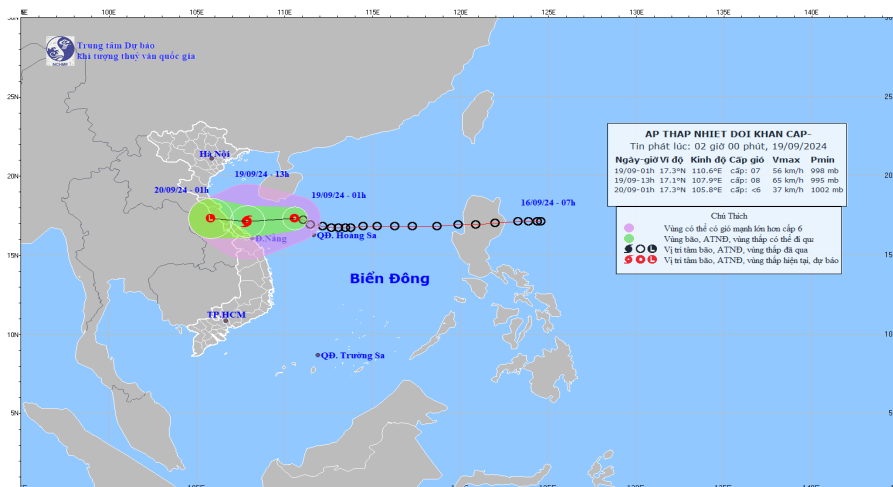 100E
105E
110E
115E
120E
125E
130E
135E
140E
Trung tâm Dự báo
khí tượng thuỷ văn quốc gia
NCHMF
25N
20N
15N
10N
5N
Hà Nội
19/09/24 - 13h
20/09/24 - 01h
19/09/24 - 01h
16/09/24 - 07h
Đ.Nẵng
QĐ. Hoàng Sa
Biển Đông
TP.HCM
QĐ. Trường Sa
AP THAP NHIET DOI KHAN CAP-
Tin phát lúc: 02 giờ 00 phút, 19/09/2024
Ngày-giờ Vĩ độ Kinh độ Cấp gió Vmax Pmin
19/09-01h 17.3°N 110.6°E cấp: 07 56 km/h 998 mb
19/09-13h 17.1°N 107.9°E cấp: 08 65 km/h 995 mb
20/09-01h 17.3°N 105.8°E cấp: <6 37 km/h 1002 mb
Chú Thích
Vùng có thể có gió mạnh lớn hơn cấp 6
Vùng bão, ATNĐ, vùng thấp có thể đi qu
Vị trí tâm bão, ATNĐ, vùng thấp đã qua
Vị trí tâm bão, ATNĐ, vùng thấp hiện tại, dự báo
105E